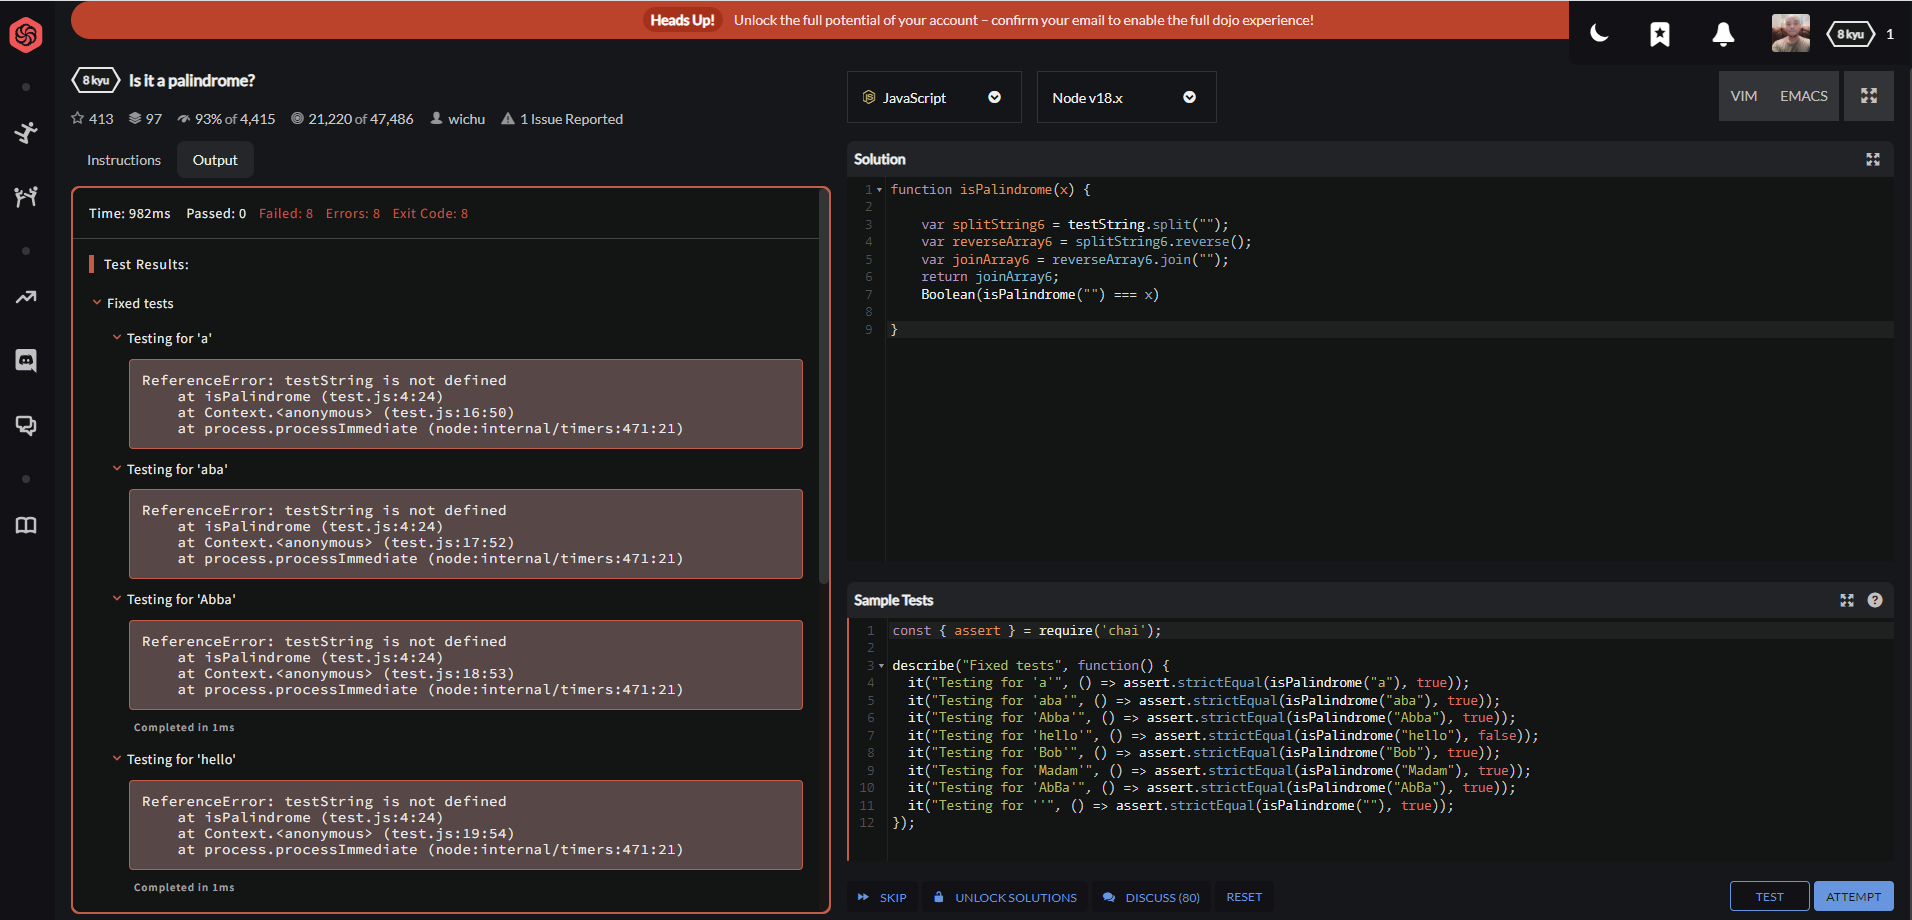 Heads Up! Unlock the full potential of your account – confirm your email to enable the full dojo experience!
8 kyu 1
8 kyu Is it a palindrome?
413 97 93% of 4,415 21,220 of 47,486 wichu 1 Issue Reported
Instructions Output
Time: 982ms Passed: 0 Failed: 8 Errors: 8 Exit Code: 8
Test Results:
Fixed tests
Testing for 'a'
ReferenceError: testString is not defined
at isPalindrome (test.js:4:24)
at Context.<anonymous> (test.js:16:50)
at process.processImmediate (node:internal/timers:471:21)
Testing for 'aba'
ReferenceError: testString is not defined
at isPalindrome (test.js:4:24)
at Context.<anonymous> (test.js:17:52)
at process.processImmediate (node:internal/timers:471:21)
Testing for 'Abba'
ReferenceError: testString is not defined
at isPalindrome (test.js:4:24)
at Context.<anonymous> (test.js:18:53)
at process.processImmediate (node:internal/timers:471:21)
Completed in 1ms
Testing for 'hello'
ReferenceError: testString is not defined
at isPalindrome (test.js:4:24)
at Context.<anonymous> (test.js:19:54)
at process.processImmediate (node:internal/timers:471:21)
Completed in 1ms
JS JavaScript Node v18.x VIM EMACS
Solution
1 function isPalindrome(x) {
2
3 var splitString6 = testString.split("");
4 var reverseArray6 = splitString6.reverse();
5 var joinArray6 = reverseArray6.join("");
6 return joinArray6;
7 Boolean(isPalindrome("") === x)
8
9 }
Sample Tests ?
1 const { assert } = require('chai');
2
3 describe("Fixed tests", function() {
4 it("Testing for 'a'", () => assert.strictEqual(isPalindrome("a"), true));
5 it("Testing for 'aba'", () => assert.strictEqual(isPalindrome("aba"), true));
6 it("Testing for 'Abba'", () => assert.strictEqual(isPalindrome("Abba"), true));
7 it("Testing for 'hello'", () => assert.strictEqual(isPalindrome("hello"), false));
8 it("Testing for 'Bob'", () => assert.strictEqual(isPalindrome("Bob"), true));
9 it("Testing for 'Madam'", () => assert.strictEqual(isPalindrome("Madam"), true));
10 it("Testing for 'AbBa'", () => assert.strictEqual(isPalindrome("AbBa"), true));
11 it("Testing for ''", () => assert.strictEqual(isPalindrome(""), true));
12 });
SKIP UNLOCK SOLUTIONS DISCUSS (80) RESET TEST ATTEMPT